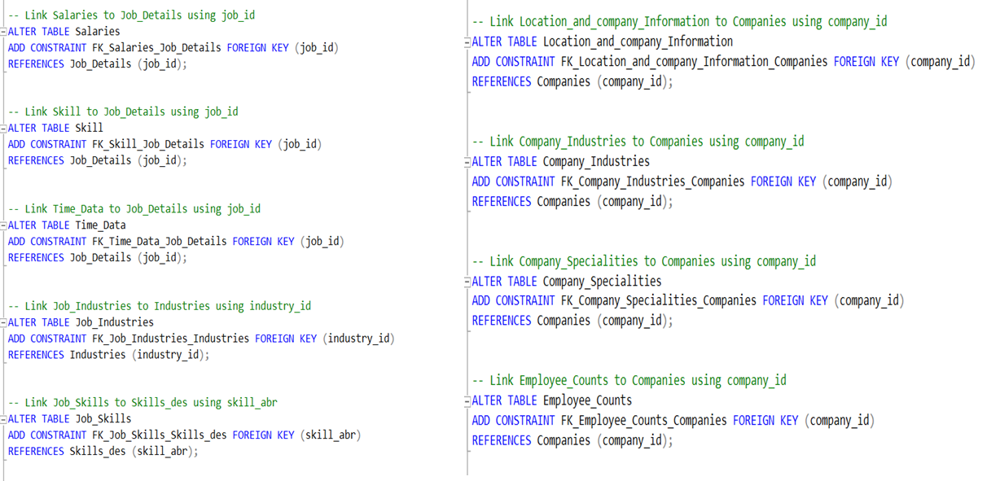 -- Link Salaries to Job_Details using job_id
ALTER TABLE Salaries
ADD CONSTRAINT FK_Salaries_Job_Details FOREIGN KEY (job_id)
REFERENCES Job_Details (job_id);
-- Link Skill to Job_Details using job_id
ALTER TABLE Skill
ADD CONSTRAINT FK_Skill_Job_Details FOREIGN KEY (job_id)
REFERENCES Job_Details (job_id);
-- Link Time_Data to Job_Details using job_id
ALTER TABLE Time_Data
ADD CONSTRAINT FK_Time_Data_Job_Details FOREIGN KEY (job_id)
REFERENCES Job_Details (job_id);
-- Link Job_Industries to Industries using industry_id
ALTER TABLE Job_Industries
ADD CONSTRAINT FK_Job_Industries_Industries FOREIGN KEY (industry_id)
REFERENCES Industries (industry_id);
-- Link Job_Skills to Skills_des using skill_abr
ALTER TABLE Job_Skills
ADD CONSTRAINT FK_Job_Skills_Skills_des FOREIGN KEY (skill_abr)
REFERENCES Skills_des (skill_abr);
-- Link Location_and_company_Information to Companies using company_id
ALTER TABLE Location_and_company_Information
ADD CONSTRAINT FK_Location_and_company_Information_Companies FOREIGN KEY (company_id)
REFERENCES Companies (company_id);
-- Link Company_Industries to Companies using company_id
ALTER TABLE Company_Industries
ADD CONSTRAINT FK_Company_Industries_Companies FOREIGN KEY (company_id)
REFERENCES Companies (company_id);
-- Link Company_Specialities to Companies using company_id
ALTER TABLE Company_Specialities
ADD CONSTRAINT FK_Company_Specialities_Companies FOREIGN KEY (company_id)
REFERENCES Companies (company_id);
-- Link Employee_Counts to Companies using company_id
ALTER TABLE Employee_Counts
ADD CONSTRAINT FK_Employee_Counts_Companies FOREIGN KEY (company_id)
REFERENCES Companies (company_id);